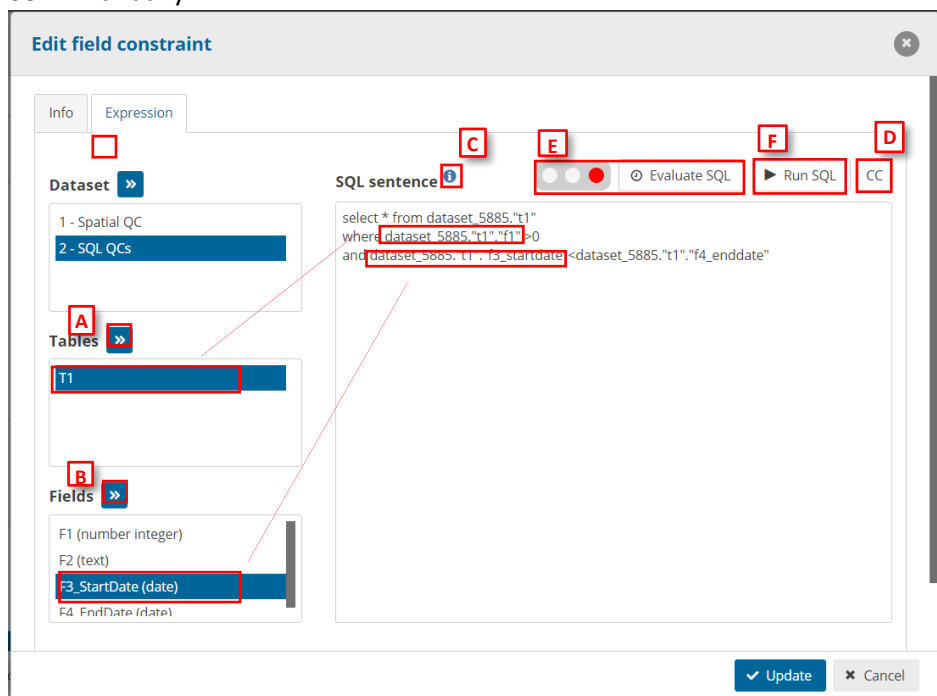 Edit field constraint
Info
Expression
C
E
F
D
Dataset
SQL sentence
Evaluate SQL
Run SQL
CC
1 - Spatial QC
2 - SQL QCs
select * from dataset_5885."t1"
where dataset_5885."t1"."f1">0
and dataset_5885."t1"."f3_startdate"<dataset_5885."t1"."f4_enddate"
A
Tables
T1
B
Fields
F1 (number integer)
F2 (text)
F3_StartDate (date)
F4_EndDate (date)
Update
Cancel